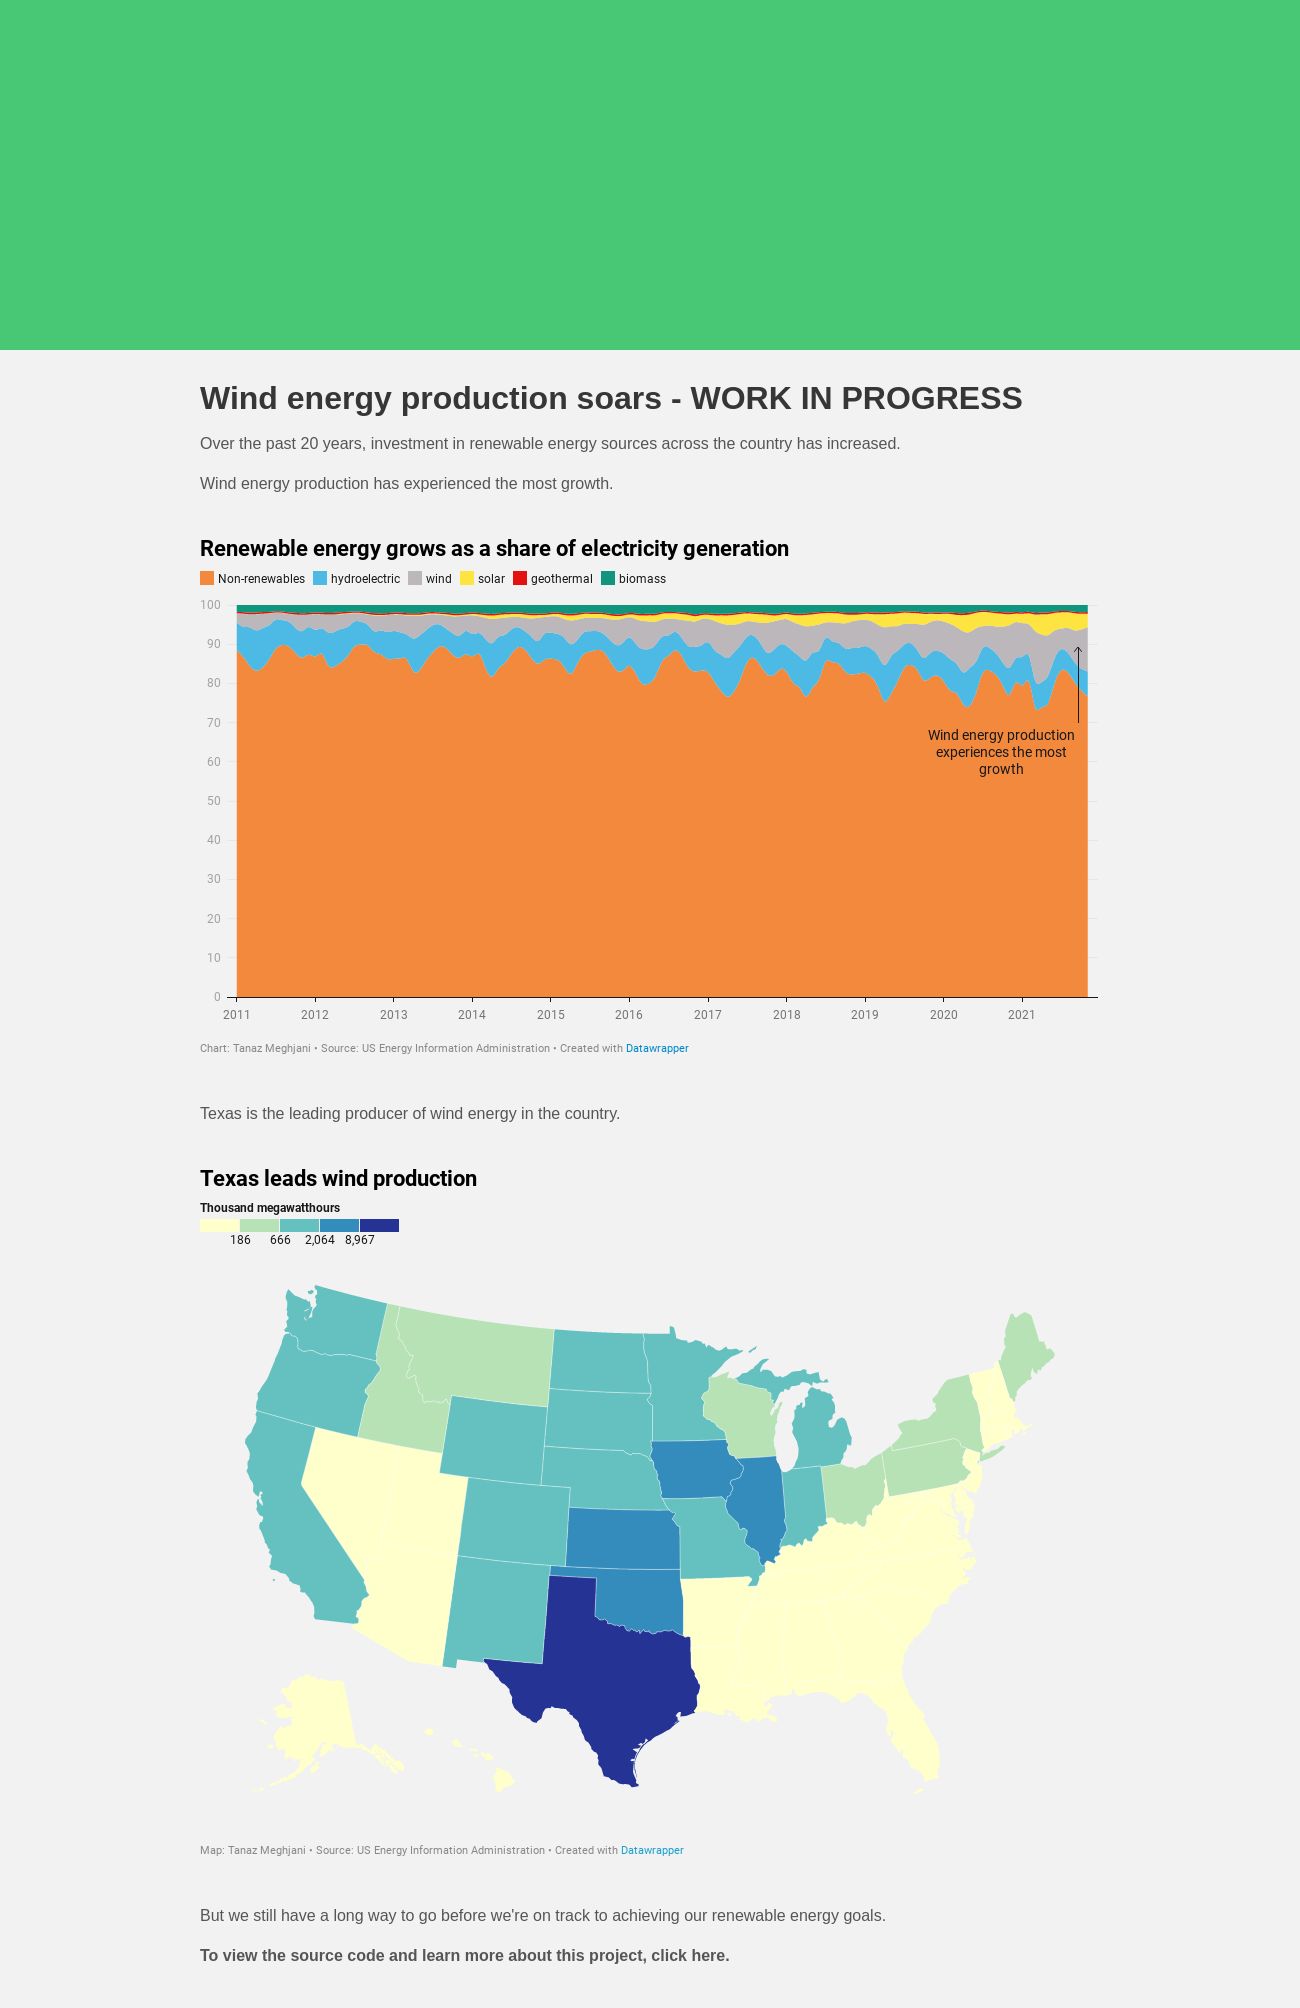 Wind energy production soars - WORK IN PROGRESS
Over the past 20 years, investment in renewable energy sources across the country has increased.
Wind energy production has experienced the most growth.
Renewable energy grows as a share of electricity generation
Non-renewables hydroelectric wind solar geothermal biomass
100
90
80
70
60
50
40
30
20
10
0
Wind energy production
experiences the most
growth
2011 2012 2013 2014 2015 2016 2017 2018 2019 2020 2021
Chart: Tanaz Meghjani • Source: US Energy Information Administration • Created with Datawrapper
Texas is the leading producer of wind energy in the country.
Texas leads wind production
Thousand megawatthours
186 666 2,064 8,967
Map: Tanaz Meghjani • Source: US Energy Information Administration • Created with Datawrapper
But we still have a long way to go before we're on track to achieving our renewable energy goals.
To view the source code and learn more about this project, click here.